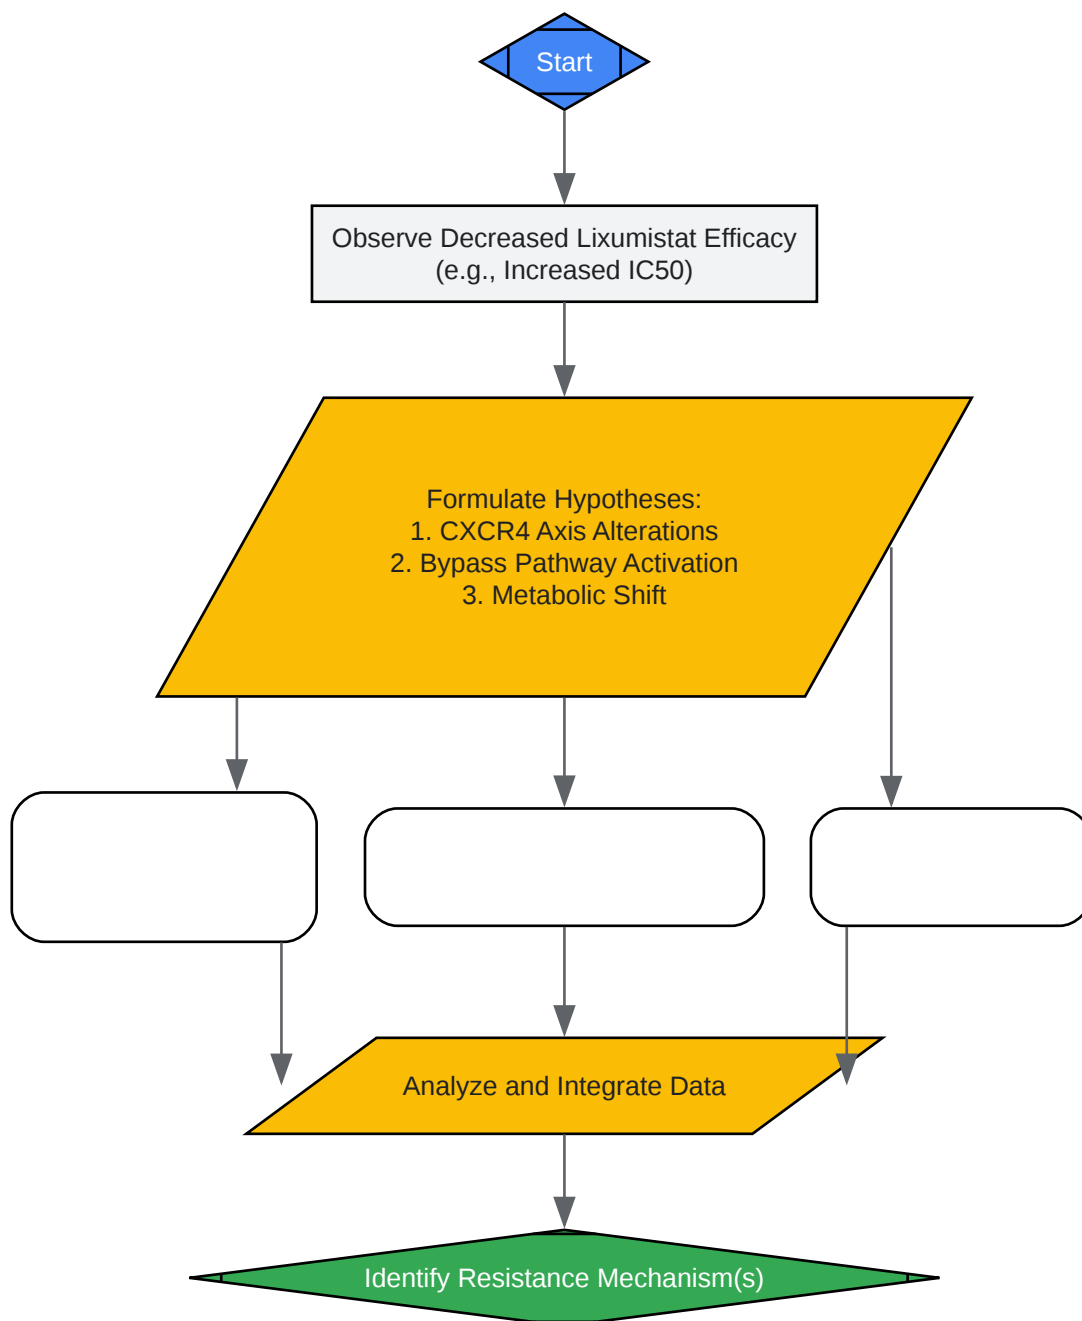 Start
Observe Decreased Lixumistat Efficacy
(e.g., Increased IC50)
Formulate Hypotheses:
1. CXCR4 Axis Alterations
2. Bypass Pathway Activation
3. Metabolic Shift
Analyze and Integrate Data
Identify Resistance Mechanism(s)